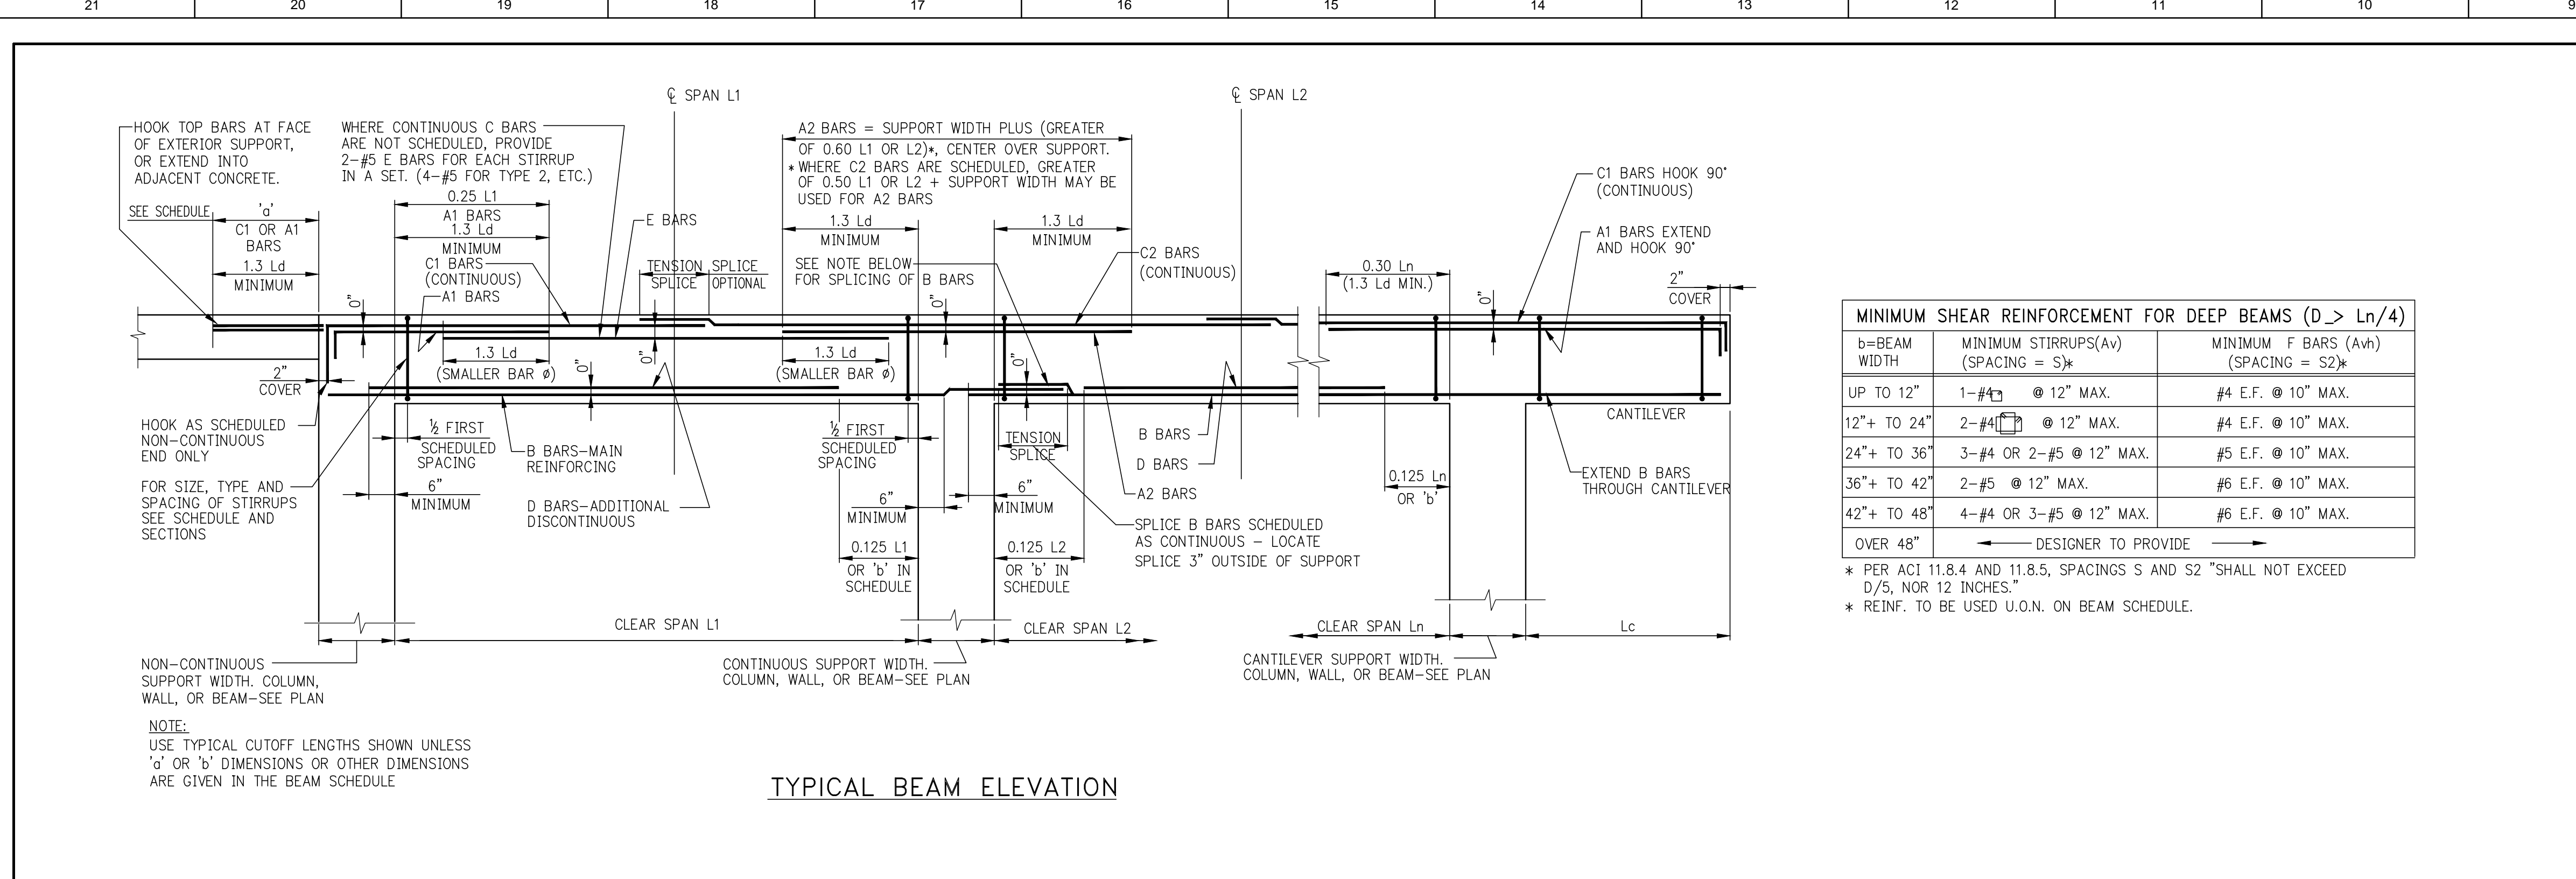 21 20 19 18 17 16 15 14 13 12 11 10 9
℄ SPAN L1
℄ SPAN L2
HOOK TOP BARS AT FACE
OF EXTERIOR SUPPORT,
OR EXTEND INTO
ADJACENT CONCRETE.
WHERE CONTINUOUS C BARS
ARE NOT SCHEDULED, PROVIDE
2-#5 E BARS FOR EACH STIRRUP
IN A SET. (4-#5 FOR TYPE 2, ETC.)
A2 BARS = SUPPORT WIDTH PLUS (GREATER
OF 0.60 L1 OR L2)*, CENTER OVER SUPPORT.
* WHERE C2 BARS ARE SCHEDULED, GREATER
OF 0.50 L1 OR L2 + SUPPORT WIDTH MAY BE
USED FOR A2 BARS
C1 BARS HOOK 90°
(CONTINUOUS)
A1 BARS EXTEND
AND HOOK 90°
SEE SCHEDULE
'a'
C1 OR A1
BARS
1.3 Ld
MINIMUM
0.25 L1
A1 BARS
1.3 Ld
MINIMUM
C1 BARS
(CONTINUOUS)
A1 BARS
E BARS
TENSION
SPLICE
SPLICE
OPTIONAL
1.3 Ld
MINIMUM
1.3 Ld
MINIMUM
SEE NOTE BELOW
FOR SPLICING OF B BARS
C2 BARS
(CONTINUOUS)
0.30 Ln
(1.3 Ld MIN.)
2"
COVER
0"
0"
0"
0"
0"
0"
1.3 Ld
(SMALLER BAR ø)
1.3 Ld
(SMALLER BAR ø)
2"
COVER
HOOK AS SCHEDULED
NON-CONTINUOUS
END ONLY
FOR SIZE, TYPE AND
SPACING OF STIRRUPS
SEE SCHEDULE AND
SECTIONS
½ FIRST
SCHEDULED
SPACING
6"
MINIMUM
B BARS-MAIN
REINFORCING
D BARS-ADDITIONAL
DISCONTINUOUS
½ FIRST
SCHEDULED
SPACING
6"
MINIMUM
6"
MINIMUM
TENSION
SPLICE
B BARS
D BARS
A2 BARS
SPLICE B BARS SCHEDULED
AS CONTINUOUS - LOCATE
SPLICE 3" OUTSIDE OF SUPPORT
0.125 L1
OR 'b' IN
SCHEDULE
0.125 L2
OR 'b' IN
SCHEDULE
0.125 Ln
OR 'b'
CANTILEVER
EXTEND B BARS
THROUGH CANTILEVER
CLEAR SPAN L1
CLEAR SPAN L2
CLEAR SPAN Ln
Lc
NON-CONTINUOUS
SUPPORT WIDTH. COLUMN,
WALL, OR BEAM-SEE PLAN
CONTINUOUS SUPPORT WIDTH.
COLUMN, WALL, OR BEAM-SEE PLAN
CANTILEVER SUPPORT WIDTH.
COLUMN, WALL, OR BEAM-SEE PLAN
NOTE:
USE TYPICAL CUTOFF LENGTHS SHOWN UNLESS
'a' OR 'b' DIMENSIONS OR OTHER DIMENSIONS
ARE GIVEN IN THE BEAM SCHEDULE
TYPICAL BEAM ELEVATION
MINIMUM SHEAR REINFORCEMENT FOR DEEP BEAMS (D_> Ln/4)
b=BEAM
WIDTH
MINIMUM STIRRUPS(Av)
(SPACING = S)*
MINIMUM F BARS (Avh)
(SPACING = S2)*
UP TO 12" 1-#4 @ 12" MAX. #4 E.F. @ 10" MAX.
12"+ TO 24" 2-#4 @ 12" MAX. #4 E.F. @ 10" MAX.
24"+ TO 36" 3-#4 OR 2-#5 @ 12" MAX. #5 E.F. @ 10" MAX.
36"+ TO 42" 2-#5 @ 12" MAX. #6 E.F. @ 10" MAX.
42"+ TO 48" 4-#4 OR 3-#5 @ 12" MAX. #6 E.F. @ 10" MAX.
OVER 48" DESIGNER TO PROVIDE
* PER ACI 11.8.4 AND 11.8.5, SPACINGS S AND S2 "SHALL NOT EXCEED
D/5, NOR 12 INCHES."
* REINF. TO BE USED U.O.N. ON BEAM SCHEDULE.